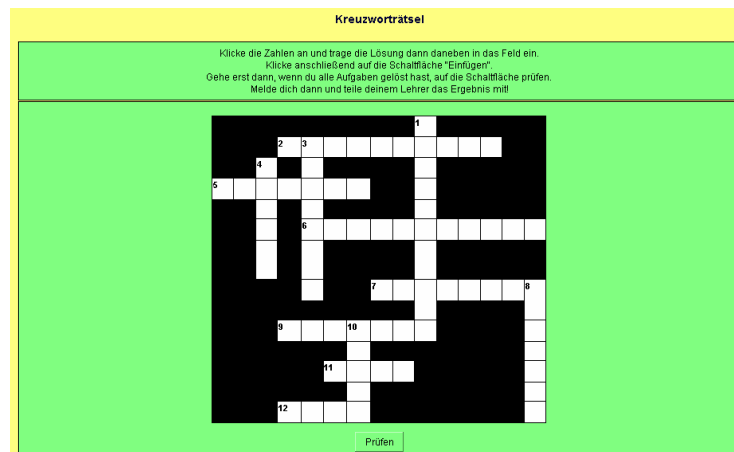 Kreuzworträtsel
Klicke die Zahlen an und trage die Lösung dann daneben in das Feld ein.
Klicke anschließend auf die Schaltfläche "Einfügen".
Gehe erst dann, wenn du alle Aufgaben gelöst hast, auf die Schaltfläche prüfen.
Melde dich dann und teile deinem Lehrer das Ergebnis mit!
1
2 3
4
5
6
7 8
9 10
11
12
Prüfen